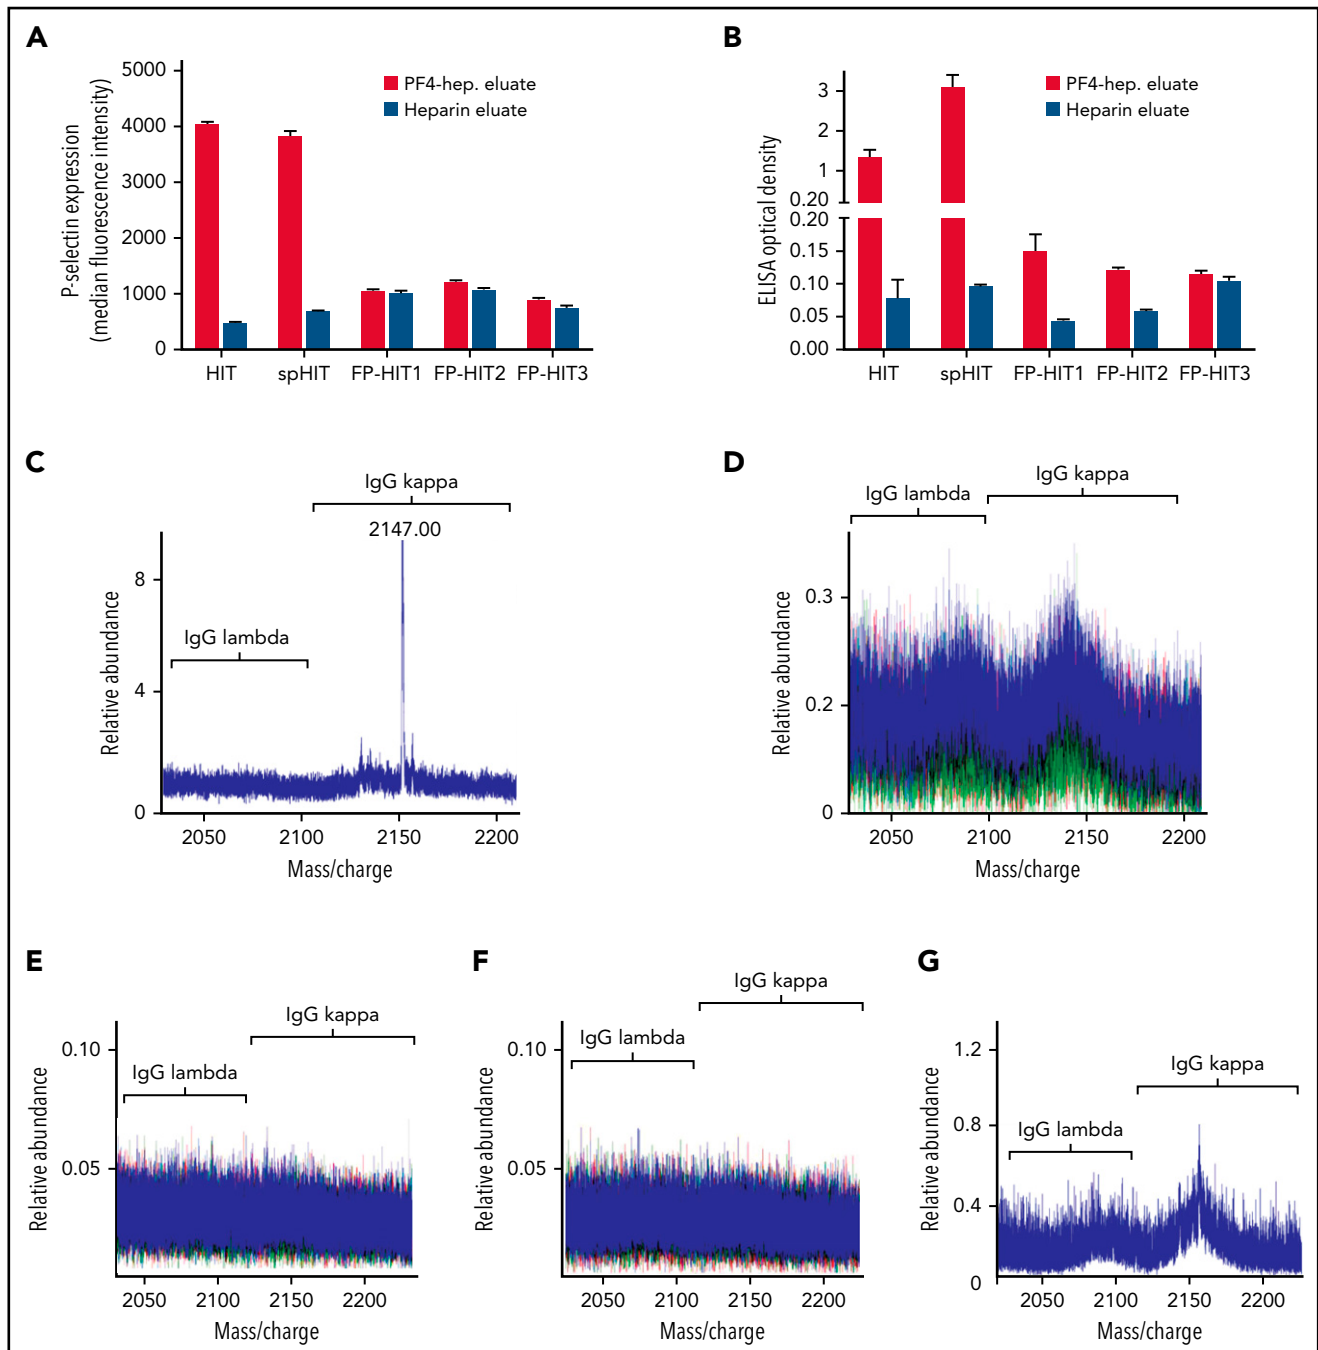 A
P-selectin expression
(median fluorescence intensity)
5000
4000
3000
2000
1000
0
PF4-hep. eluate
Heparin eluate
HIT spHIT FP-HIT1 FP-HIT2 FP-HIT3
B
ELISA optical density
3
2
1
0.20
0.20
0.15
0.10
0.05
0.00
PF4-hep. eluate
Heparin eluate
HIT spHIT FP-HIT1 FP-HIT2 FP-HIT3
C
IgG kappa
2147.00
IgG lambda
Relative abundance
8
4
0
2050 2100 2150 2200
Mass/charge
D
IgG kappa
IgG lambda
Relative abundance
0.3
0.2
0
2050 2100 2150 2200
Mass/charge
E
IgG kappa
IgG lambda
Relative abundance
0.10
0.05
2050 2100 2150 2200
Mass/charge
F
IgG kappa
IgG lambda
Relative abundance
0.10
0.05
2050 2100 2150 2200
Mass/charge
G
IgG kappa
IgG lambda
Relative abundance
1.2
0.8
0.4
0
2050 2100 2150 2200
Mass/charge